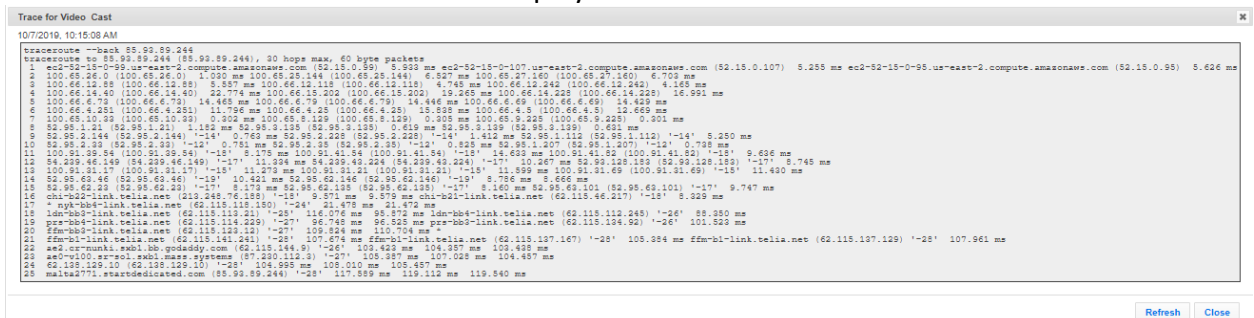 Trace for Video Cast
10/7/2019, 10:15:08 AM
traceroute --back 85.93.89.244
traceroute to 85.93.89.244 (85.93.89.244), 30 hops max, 60 byte packets
1 ec2-52-15-0-99.us-east-2.compute.amazonaws.com (52.15.0.99) 5.933 ms ec2-52-15-0-107.us-east-2.compute.amazonaws.com (52.15.0.107) 5.255 ms ec2-52-15-0-95.us-east-2.compute.amazonaws.com (52.15.0.95) 5.626 ms
2 100.65.26.0 (100.65.26.0) 1.030 ms 100.65.25.144 (100.65.25.144) 6.527 ms 100.65.27.160 (100.65.27.160) 6.703 ms
3 100.66.12.88 (100.66.12.88) 5.557 ms 100.66.12.118 (100.66.12.118) 4.745 ms 100.66.12.242 (100.66.12.242) 4.165 ms
4 100.66.14.40 (100.66.14.40) 22.774 ms 100.66.15.202 (100.66.15.202) 19.265 ms 100.66.14.228 (100.66.14.228) 16.991 ms
5 100.66.6.73 (100.66.6.73) 14.465 ms 100.66.6.79 (100.66.6.79) 14.446 ms 100.66.6.69 (100.66.6.69) 14.429 ms
6 100.66.4.251 (100.66.4.251) 11.796 ms 100.66.4.25 (100.66.4.25) 15.838 ms 100.66.4.5 (100.66.4.5) 12.669 ms
7 100.65.10.33 (100.65.10.33) 0.302 ms 100.65.8.129 (100.65.8.129) 0.305 ms 100.65.9.225 (100.65.9.225) 0.301 ms
8 52.95.1.21 (52.95.1.21) 1.182 ms 52.95.3.135 (52.95.3.135) 0.619 ms 52.95.3.139 (52.95.3.139) 0.631 ms
9 52.95.2.144 (52.95.2.144) '-14' 0.763 ms 52.95.2.228 (52.95.2.228) '-14' 1.412 ms 52.95.1.112 (52.95.1.112) '-14' 5.250 ms
10 52.95.2.33 (52.95.2.33) '-12' 0.751 ms 52.95.2.35 (52.95.2.35) '-12' 0.825 ms 52.95.1.207 (52.95.1.207) '-12' 0.738 ms
11 100.91.39.54 (100.91.39.54) '-18' 8.175 ms 100.91.41.54 (100.91.41.54) '-18' 14.633 ms 100.91.41.82 (100.91.41.82) '-18' 9.636 ms
12 54.239.46.149 (54.239.46.149) '-17' 11.334 ms 54.239.43.224 (54.239.43.224) '-17' 10.267 ms 52.93.128.183 (52.93.128.183) '-17' 8.745 ms
13 100.91.31.17 (100.91.31.17) '-15' 11.273 ms 100.91.31.21 (100.91.31.21) '-15' 11.899 ms 100.91.31.69 (100.91.31.69) '-15' 11.430 ms
14 52.95.63.46 (52.95.63.46) '-19' 10.421 ms 52.95.62.146 (52.95.62.146) '-19' 8.786 ms 8.666 ms
15 52.95.62.23 (52.95.62.23) '-17' 8.173 ms 52.95.62.135 (52.95.62.135) '-17' 8.160 ms 52.95.63.101 (52.95.63.101) '-17' 9.747 ms
16 chi-b22-link.telia.net (213.248.76.188) '-18' 9.571 ms 9.579 ms chi-b21-link.telia.net (62.115.46.217) '-18' 8.329 ms
17 * nyk-bb4-link.telia.net (62.115.118.150) '-24' 21.478 ms 21.472 ms
18 ldn-bb3-link.telia.net (62.115.113.21) '-25' 116.076 ms 95.872 ms ldn-bb4-link.telia.net (62.115.112.245) '-26' 88.350 ms
19 prs-bb4-link.telia.net (62.115.114.229) '-27' 96.748 ms 96.525 ms prs-bb3-link.telia.net (62.115.134.92) '-26' 101.523 ms
20 ffm-bb3-link.telia.net (62.115.123.12) '-27' 109.824 ms 110.704 ms *
21 ffm-b1-link.telia.net (62.115.141.241) '-28' 107.674 ms ffm-b1-link.telia.net (62.115.137.167) '-28' 105.384 ms ffm-b1-link.telia.net (62.115.137.129) '-28' 107.961 ms
22 ae2.cr-nunki.sxb1.bb.godaddy.com (62.115.144.9) '-26' 103.423 ms 104.357 ms 103.438 ms
23 ae0-v100.sr-sol.sxb1.mass.systems (87.230.112.3) '-27' 105.387 ms 107.028 ms 104.457 ms
24 62.138.129.10 (62.138.129.10) '-28' 104.995 ms 108.010 ms 105.457 ms
25 malta2771.startdedicated.com (85.93.89.244) '-28' 117.589 ms 119.112 ms 119.540 ms
Refresh Close